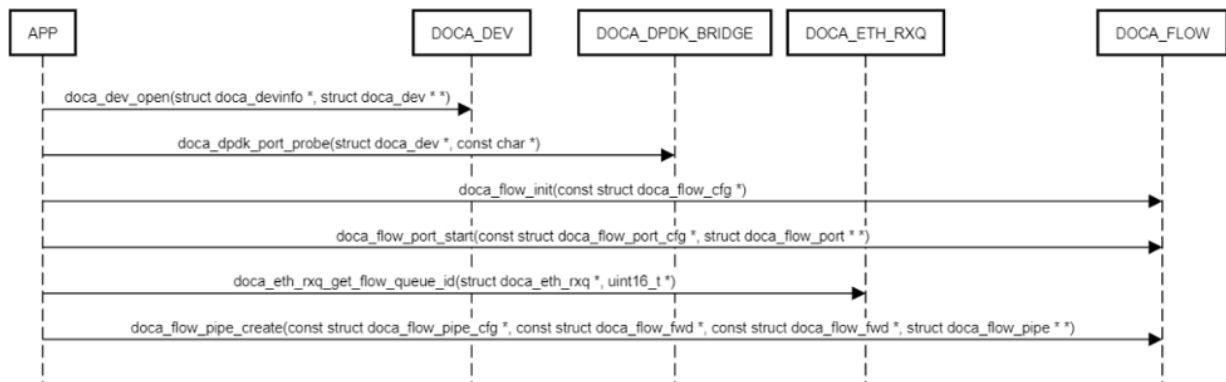 APP
DOCA_DEV
DOCA_DPDK_BRIDGE
DOCA_ETH_RXQ
DOCA_FLOW
doca_dev_open(struct doca_devinfo *, struct doca_dev * *)
doca_dpdk_port_probe(struct doca_dev *, const char *)
doca_flow_init(const struct doca_flow_cfg *)
doca_flow_port_start(const struct doca_flow_port_cfg *, struct doca_flow_port * *)
doca_eth_rxq_get_flow_queue_id(struct doca_eth_rxq *, uint16_t *)
doca_flow_pipe_create(const struct doca_flow_pipe_cfg *, const struct doca_flow_fwd *, const struct doca_flow_fwd *, struct doca_flow_pipe * *)